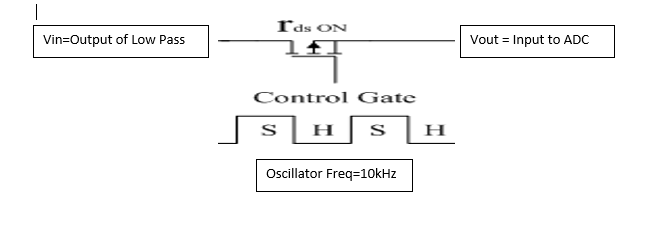 rds ON
Vin=Output of Low Pass
Vout = Input to ADC
Control Gate
S H S H
Oscillator Freq=10kHz